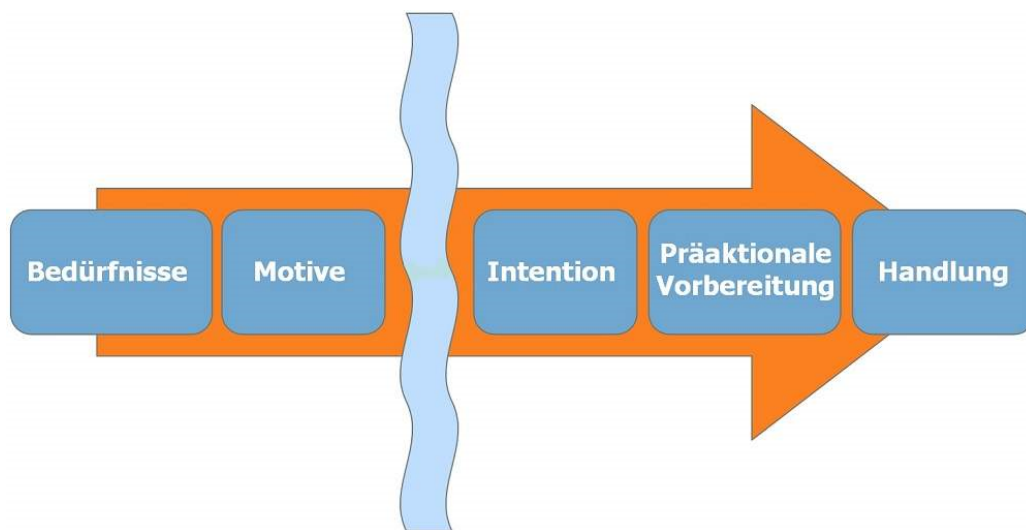 Bedürfnisse
Motive
Intention
Präaktionale
Vorbereitung
Handlung